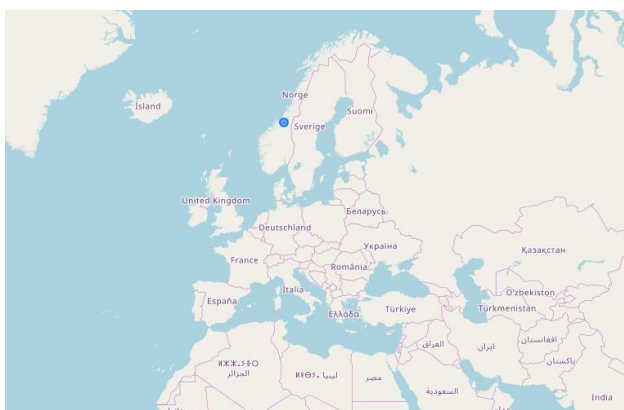 Norge
Ísland
Suomi
Sverige
United Kingdom
Беларусь
Deutschland
Україна
France
Қазақстан
România
Italia
O'zbekiston
España
Türkiye
Türkmenistan
Ελλάδα
افغانستان
العراق
ایران
پاکستان
الجزائر
ليبيا
مصر
السعودية
India